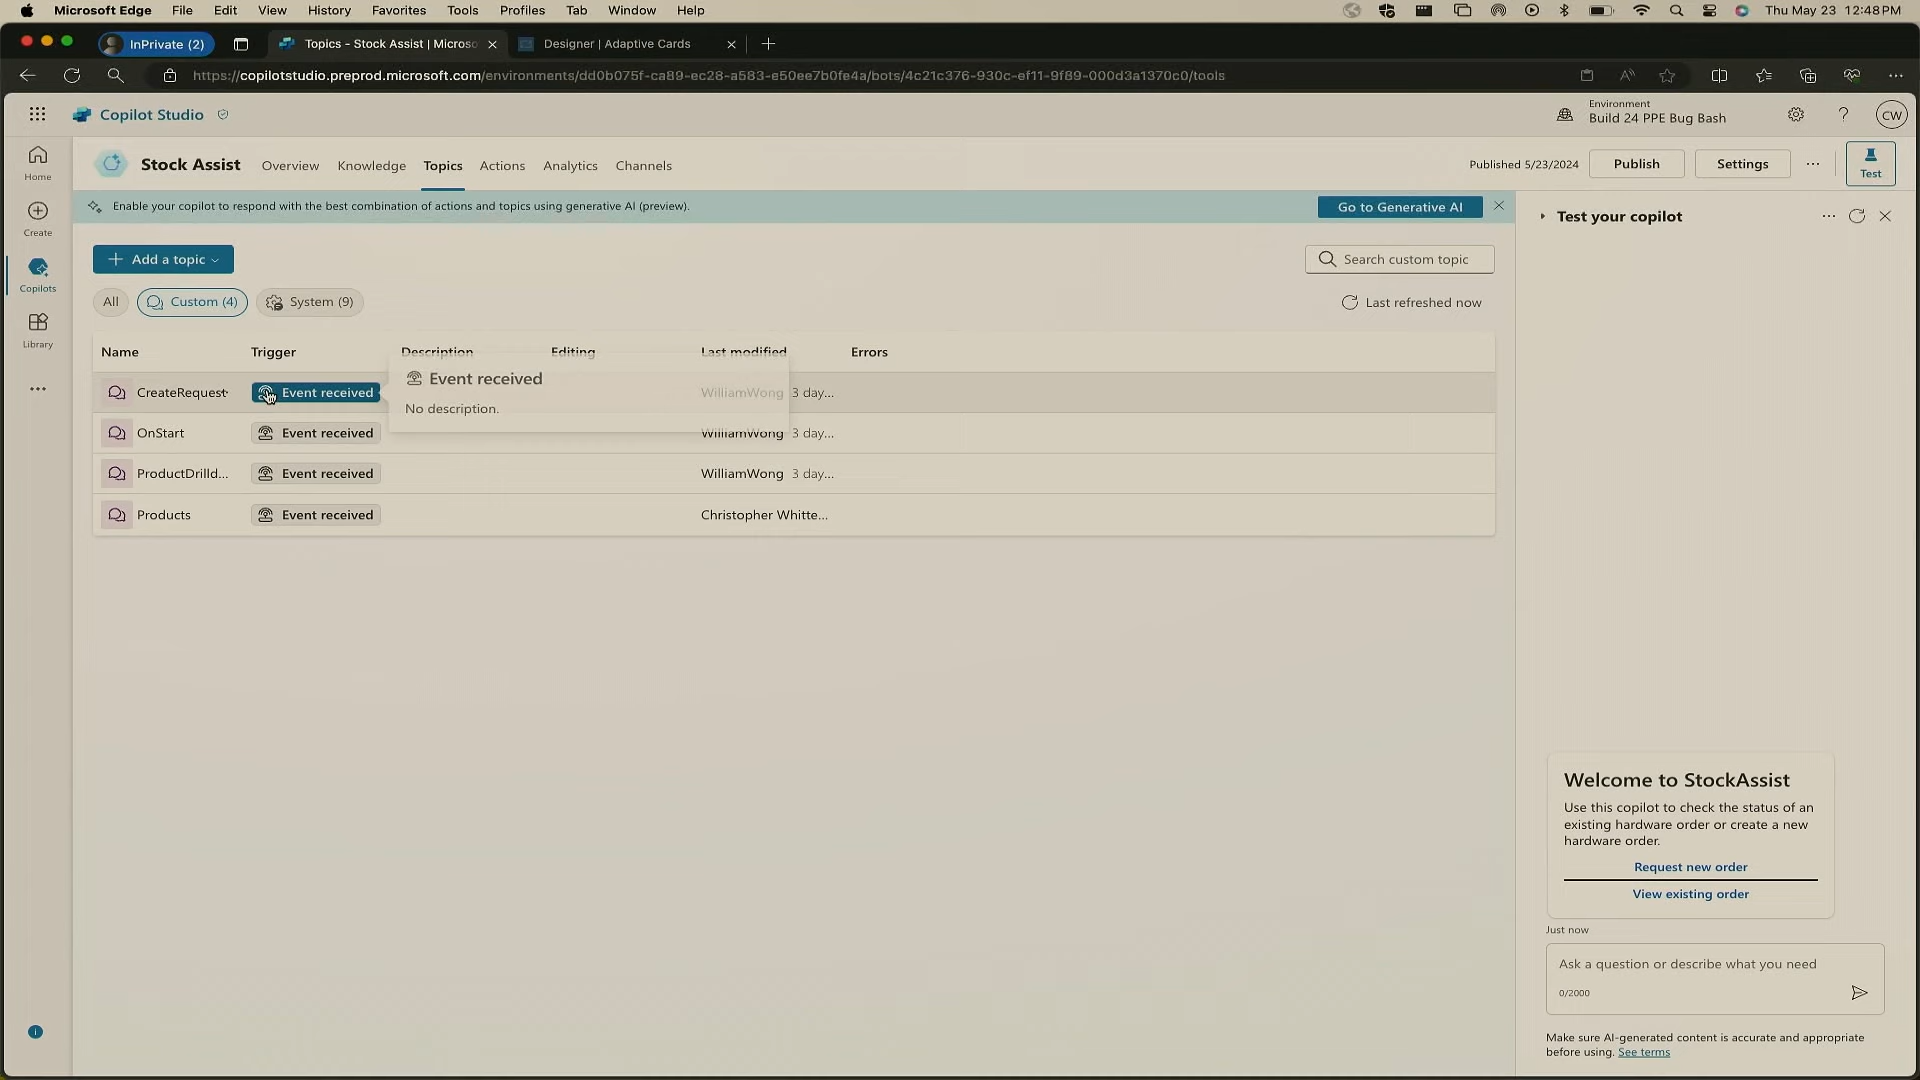 Microsoft Edge File Edit View History Favorites Tools Profiles Tab Window Help Thu May 23 12:48 PM
InPrivate (2) Topics - Stock Assist | Microso Designer | Adaptive Cards
https://copilotstudio.preprod.microsoft.com/environments/dd0b075f-ca89-ec28-a583-e50ee7b0fe4a/bots/4c21c376-930c-ef11-9f89-000d3a1370c0/tools
Copilot Studio
Environment
Build 24 PPE Bug Bash
CW
Home
Create
Copilots
Library
Stock Assist Overview Knowledge Topics Actions Analytics Channels
Published 5/23/2024 Publish Settings Test
Enable your copilot to respond with the best combination of actions and topics using generative AI (preview).
Go to Generative AI
Add a topic
Search custom topic
All Custom (4) System (9)
Last refreshed now
Name Trigger Description Editing Last modified Errors
CreateRequest Event received WilliamWong 3 day...
Event received
No description.
OnStart Event received WilliamWong 3 day...
ProductDrilld... Event received WilliamWong 3 day...
Products Event received Christopher Whitte...
Test your copilot
Welcome to StockAssist
Use this copilot to check the status of an
existing hardware order or create a new
hardware order.
Request new order
View existing order
Just now
Ask a question or describe what you need
0/2000
Make sure AI-generated content is accurate and appropriate
before using. See terms